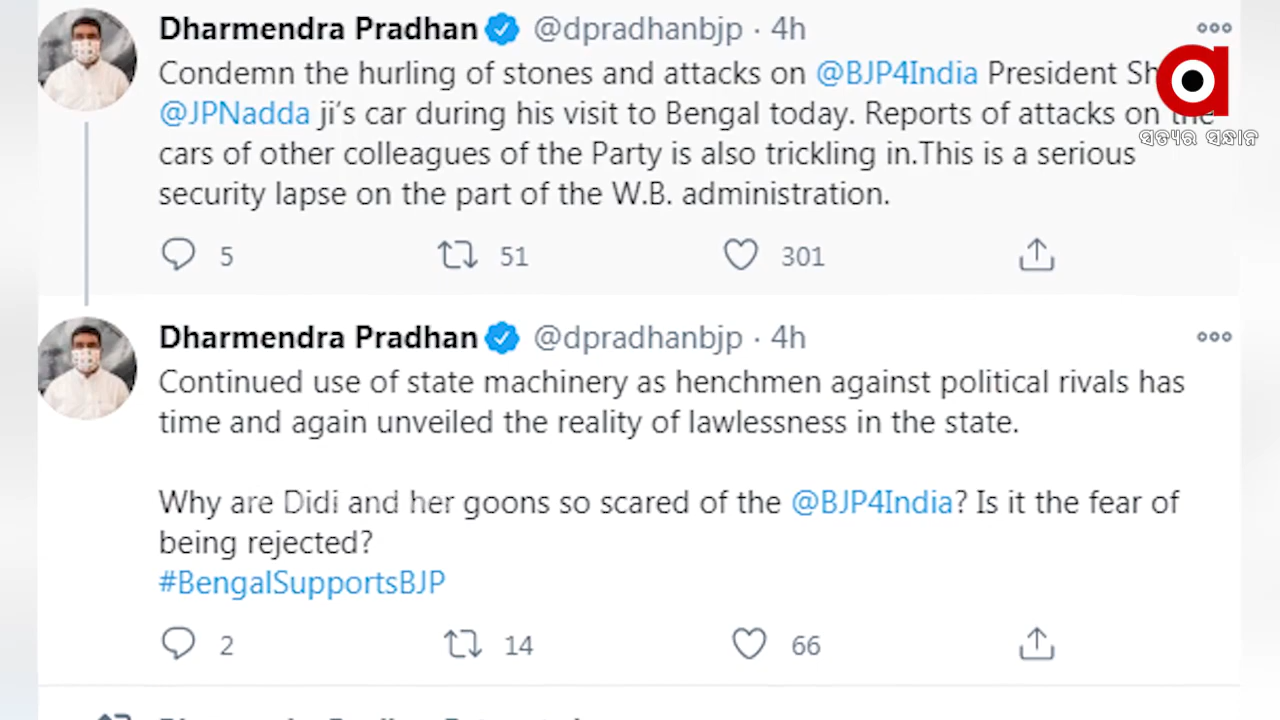 Dharmendra Pradhan @dpradhanbjp · 4h
Condemn the hurling of stones and attacks on @BJP4India President Sh
@JPNadda ji's car during his visit to Bengal today. Reports of attacks on the
cars of other colleagues of the Party is also trickling in.This is a serious
security lapse on the part of the W.B. administration.
5 51 301
ସତ୍ୟର ସନ୍ଧାନ
Dharmendra Pradhan @dpradhanbjp · 4h
Continued use of state machinery as henchmen against political rivals has
time and again unveiled the reality of lawlessness in the state.
Why are Didi and her goons so scared of the @BJP4India? Is it the fear of
being rejected?
#BengalSupportsBJP
2 14 66